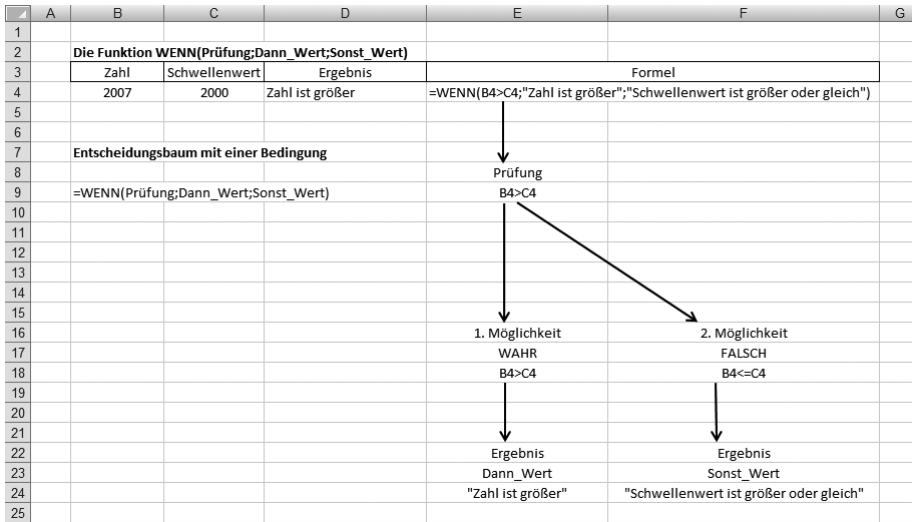 A B C D E F G
1
2 Die Funktion WENN(Prüfung;Dann_Wert;Sonst_Wert)
3 Zahl Schwellenwert Ergebnis Formel
4 2007 2000 Zahl ist größer =WENN(B4>C4;"Zahl ist größer";"Schwellenwert ist größer oder gleich")
5
6
7 Entscheidungsbaum mit einer Bedingung
8 Prüfung
9 =WENN(Prüfung;Dann_Wert;Sonst_Wert) B4>C4
10
11
12
13
14
15
16 1. Möglichkeit 2. Möglichkeit
17 WAHR FALSCH
18 B4>C4 B4<=C4
19
20
21
22 Ergebnis Ergebnis
23 Dann_Wert Sonst_Wert
24 "Zahl ist größer" "Schwellenwert ist größer oder gleich"
25